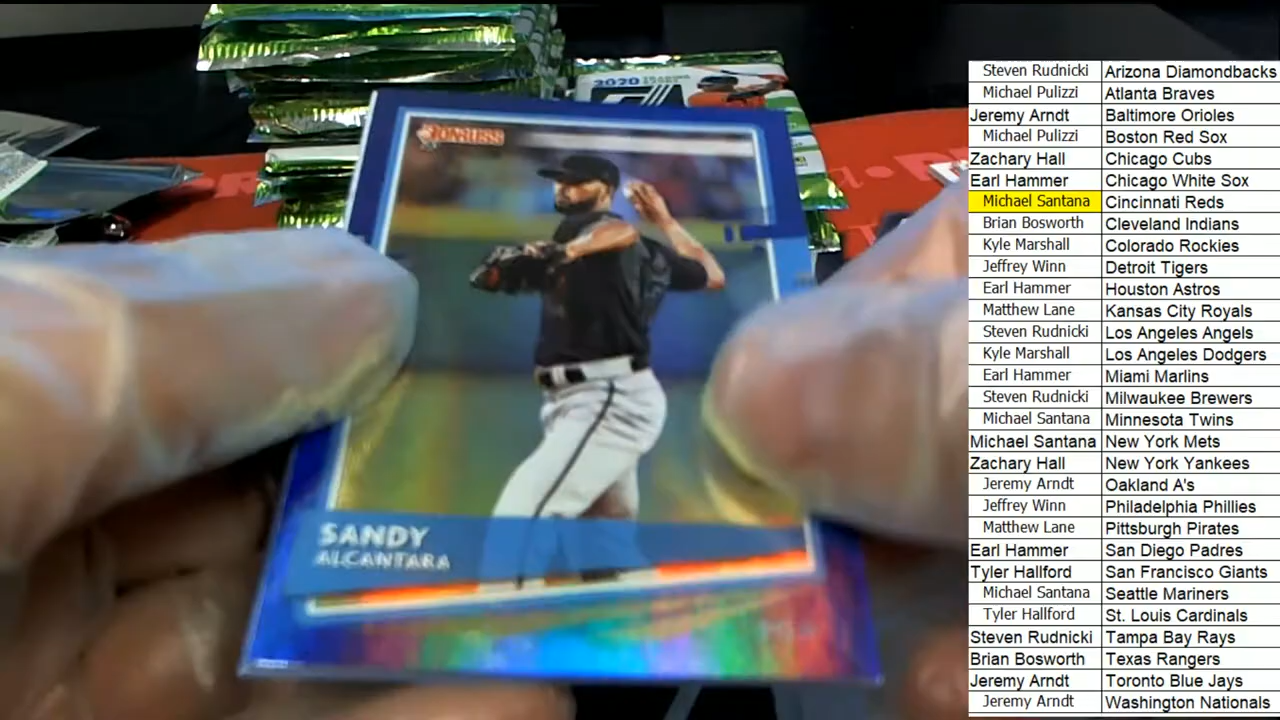 2020
DONRUSS
SANDY
ALCANTARA
Steven Rudnicki Arizona Diamondbacks
Michael Pulizzi Atlanta Braves
Jeremy Arndt Baltimore Orioles
Michael Pulizzi Boston Red Sox
Zachary Hall Chicago Cubs
Earl Hammer Chicago White Sox
Michael Santana Cincinnati Reds
Brian Bosworth Cleveland Indians
Kyle Marshall Colorado Rockies
Jeffrey Winn Detroit Tigers
Earl Hammer Houston Astros
Matthew Lane Kansas City Royals
Steven Rudnicki Los Angeles Angels
Kyle Marshall Los Angeles Dodgers
Earl Hammer Miami Marlins
Steven Rudnicki Milwaukee Brewers
Michael Santana Minnesota Twins
Michael Santana New York Mets
Zachary Hall New York Yankees
Jeremy Arndt Oakland A's
Jeffrey Winn Philadelphia Phillies
Matthew Lane Pittsburgh Pirates
Earl Hammer San Diego Padres
Tyler Hallford San Francisco Giants
Michael Santana Seattle Mariners
Tyler Hallford St. Louis Cardinals
Steven Rudnicki Tampa Bay Rays
Brian Bosworth Texas Rangers
Jeremy Arndt Toronto Blue Jays
Jeremy Arndt Washington Nationals